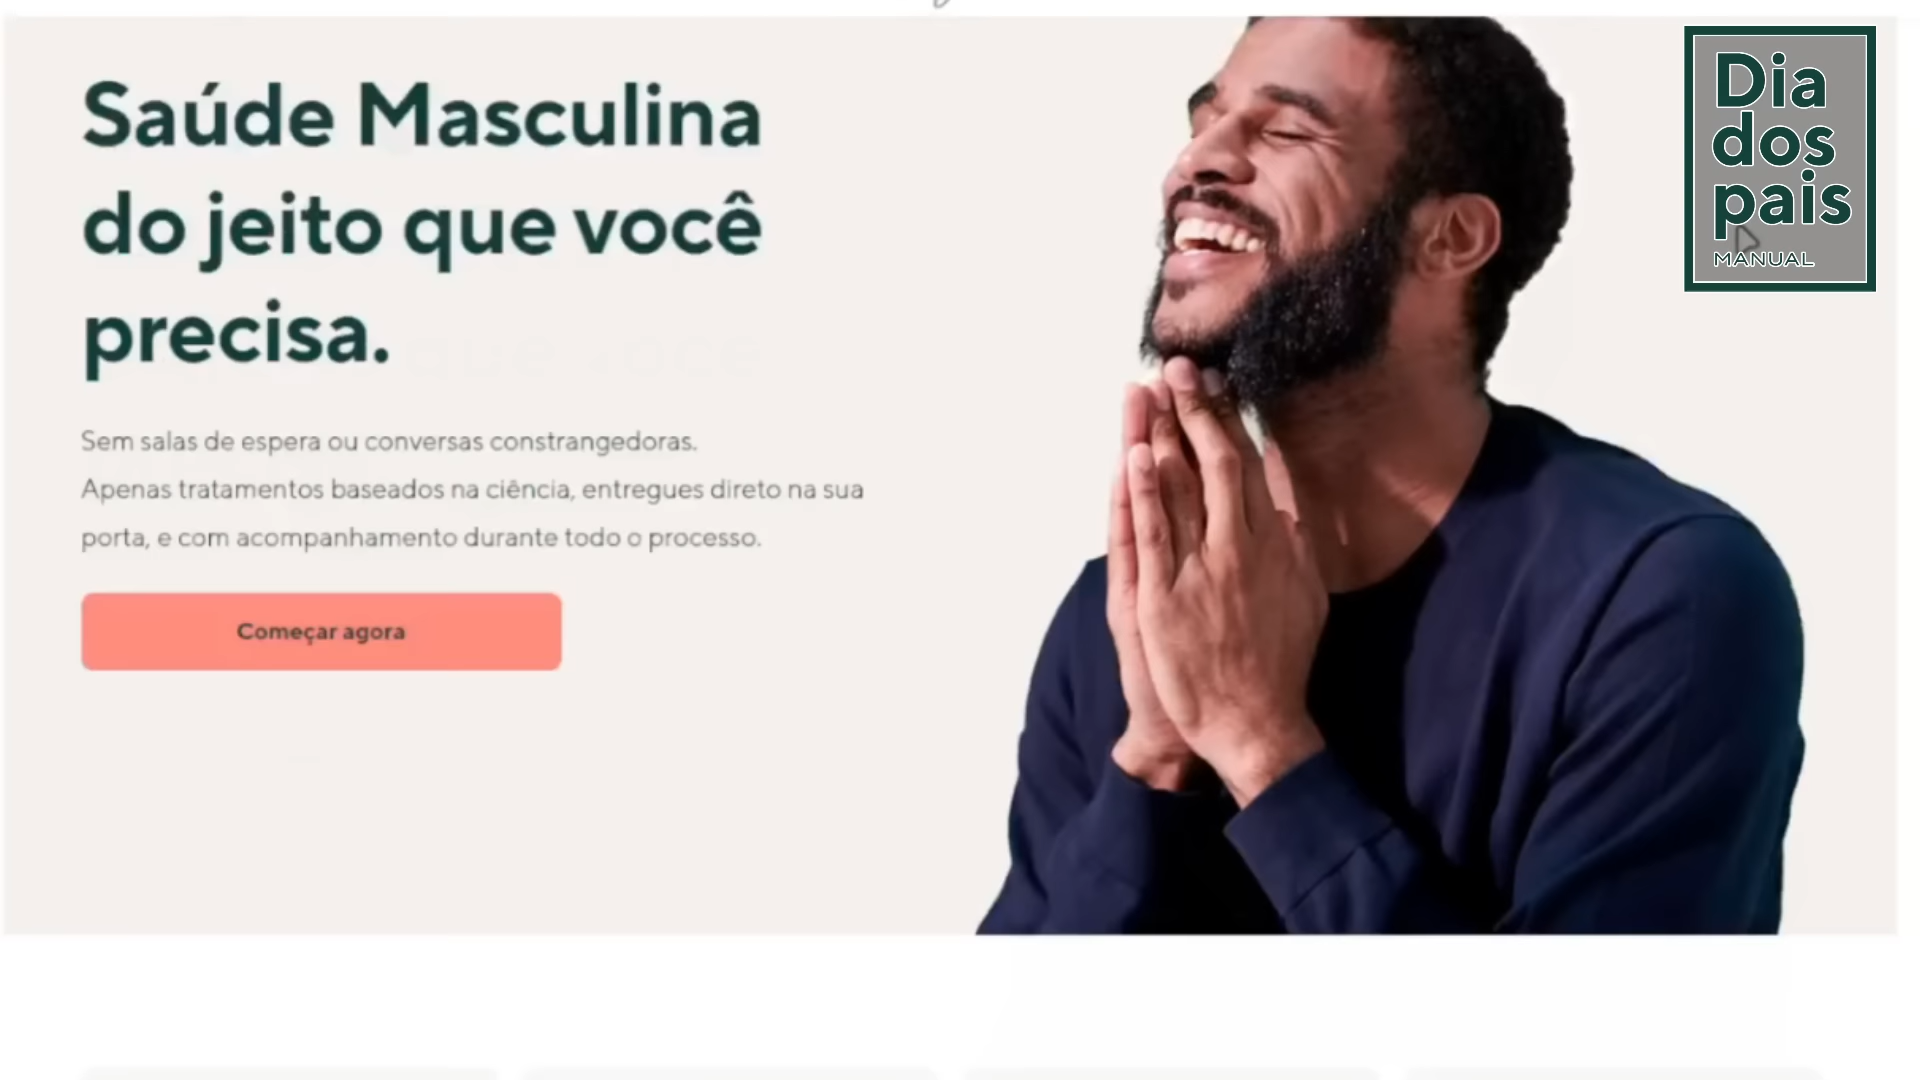 Saúde Masculina
do jeito que você
precisa.
Sem salas de espera ou conversas constrangedoras.
Apenas tratamentos baseados na ciência, entregues direto na sua
porta, e com acompanhamento durante todo o processo.
Começar agora
Dia
dos
pais
MANUAL